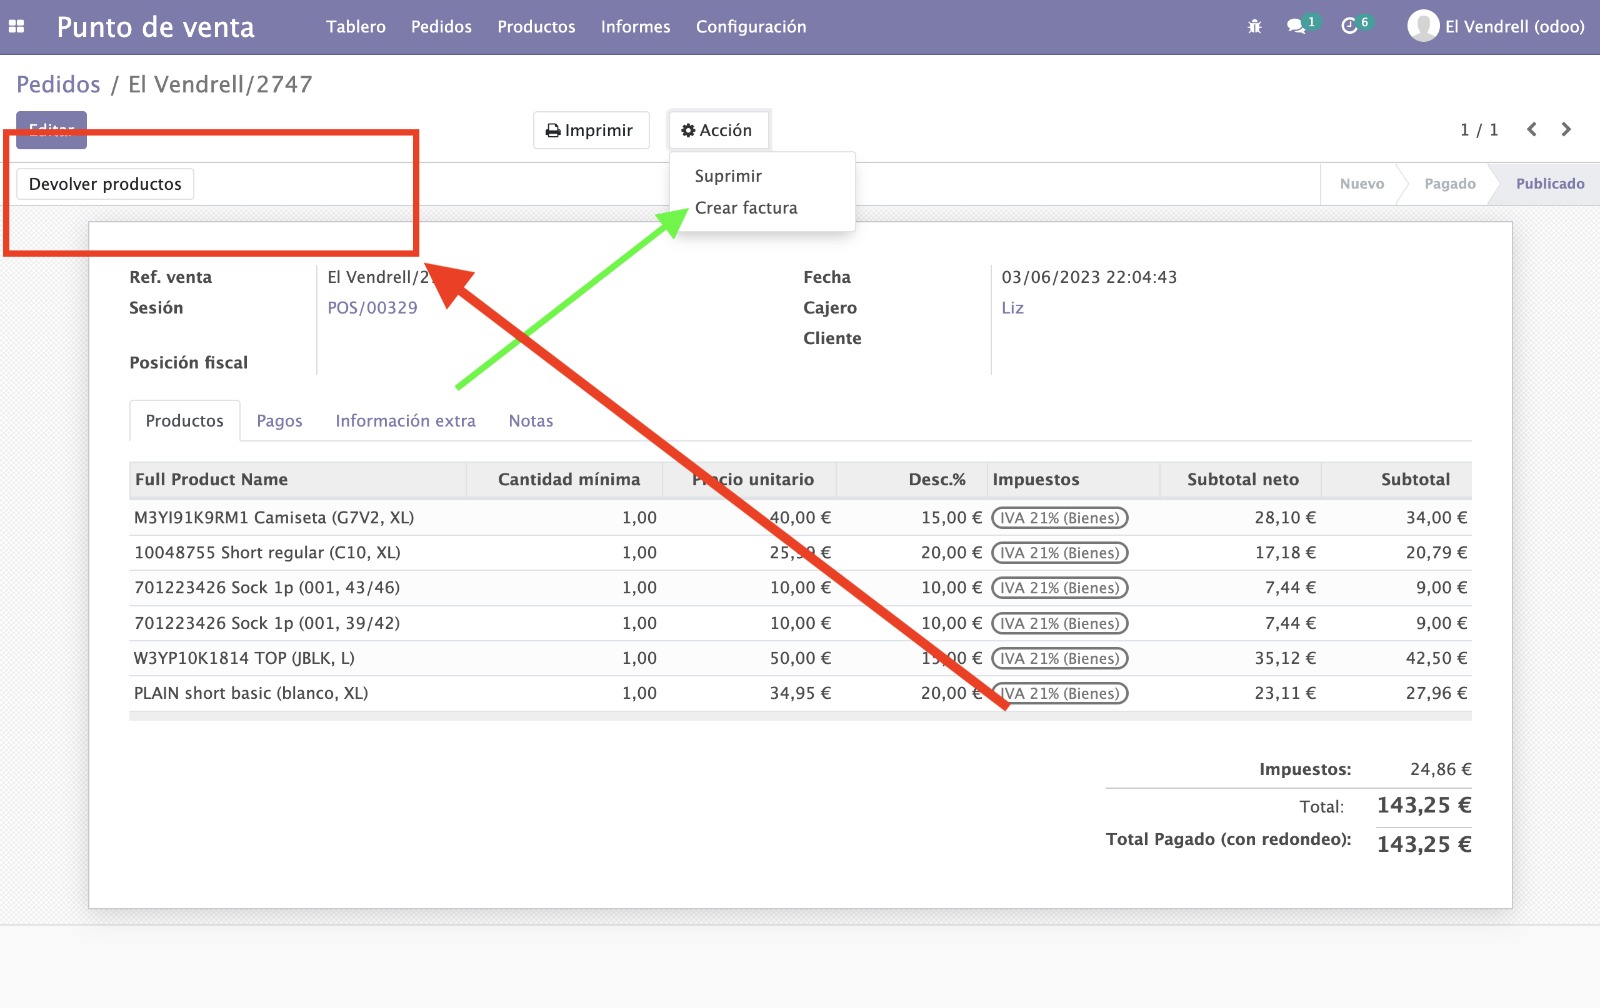 Punto de venta Tablero Pedidos Productos Informes Configuración 1 6 El Vendrell (odoo)
Pedidos / El Vendrell/2747
Editar Imprimir Acción 1 / 1
Suprimir
Devolver productos Nuevo Pagado Publicado
Crear factura
Ref. venta El Vendrell/2 Fecha 03/06/2023 22:04:43
Sesión POS/00329 Cajero Liz
Cliente
Posición fiscal
Productos Pagos Información extra Notas
Full Product Name Cantidad mínima Precio unitario Desc.% Impuestos Subtotal neto Subtotal
M3YI91K9RM1 Camiseta (G7V2, XL) 1,00 40,00 € 15,00 € IVA 21% (Bienes) 28,10 € 34,00 €
10048755 Short regular (C10, XL) 1,00 25,99 € 20,00 € IVA 21% (Bienes) 17,18 € 20,79 €
701223426 Sock 1p (001, 43/46) 1,00 10,00 € 10,00 € IVA 21% (Bienes) 7,44 € 9,00 €
701223426 Sock 1p (001, 39/42) 1,00 10,00 € 10,00 € IVA 21% (Bienes) 7,44 € 9,00 €
W3YP10K1814 TOP (JBLK, L) 1,00 50,00 € 15,00 € IVA 21% (Bienes) 35,12 € 42,50 €
PLAIN short basic (blanco, XL) 1,00 34,95 € 20,00 € IVA 21% (Bienes) 23,11 € 27,96 €
Impuestos: 24,86 €
Total: 143,25 €
Total Pagado (con redondeo): 143,25 €